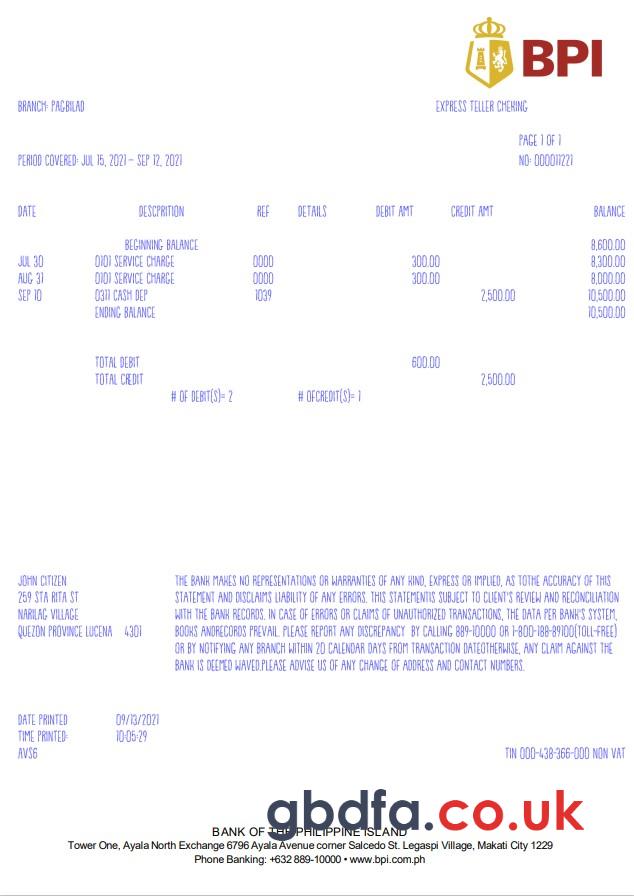 BPI
BRANCH: PAGBILAD EXPRESS TELLER CHEKING
PAGE 1 OF 1
PERIOD COVERED: JUL 15, 2021 - SEP 12, 2021 NO: 000011221
DATE DESCPRITION REF DETAILS DEBIT AMT CREDIT AMT BALANCE
BEGINNING BALANCE 8,600.00
JUL 30 0101 SERVICE CHARGE 0000 300.00 8,300.00
AUG 31 0101 SERVICE CHARGE 0000 300.00 8,000.00
SEP 10 0311 CASH DEP 1039 2,500.00 10,500.00
ENDING BALANCE 10,500.00
TOTAL DEBIT 600.00
TOTAL CREDIT 2,500.00
# OF DEBIT(S)= 2 # OFCREDIT(S)= 1
JOHN CITIZEN
259 STA RITA ST
NARILAG VILLAGE
QUEZON PROVINCE LUCENA 4301
THE BANK MAKES NO REPRESENTATIONS OR WARRANTIES OF ANY KIND, EXPRESS OR IMPLIED, AS TOTHE ACCURACY OF THIS
STATEMENT AND DISCLAIMS LIABILITY OF ANY ERRORS. THIS STATEMENTIS SUBJECT TO CLIENT'S REVIEW AND RECONCILIATION
WITH THE BANK RECORDS. IN CASE OF ERRORS OR CLAIMS OF UNAUTHORIZED TRANSACTIONS, THE DATA PER BANK'S SYSTEM,
BOOKS ANDRECORDS PREVAIL. PLEASE REPORT ANY DISCREPANCY BY CALLING 889-10000 OR 1-800-188-89100(TOLL-FREE)
OR BY NOTIFYING ANY BRANCH WITHIN 20 CALENDAR DAYS FROM TRANSACTION DATEOTHERWISE, ANY CLAIM AGAINST THE
BANK IS DEEMED WAVED.PLEASE ADVISE US OF ANY CHANGE OF ADDRESS AND CONTACT NUMBERS.
DATE PRINTED 09/13/2021
TIME PRINTED: 10:05:29
AVS6 TIN 000-438-366-000 NON VAT
gbdfa.co.uk
BANK OF THE PHILIPPINE ISLAND
Tower One, Ayala North Exchange 6796 Ayala Avenue corner Salcedo St. Legaspi Village, Makati City 1229
Phone Banking: +632 889-10000 • www.bpi.com.ph